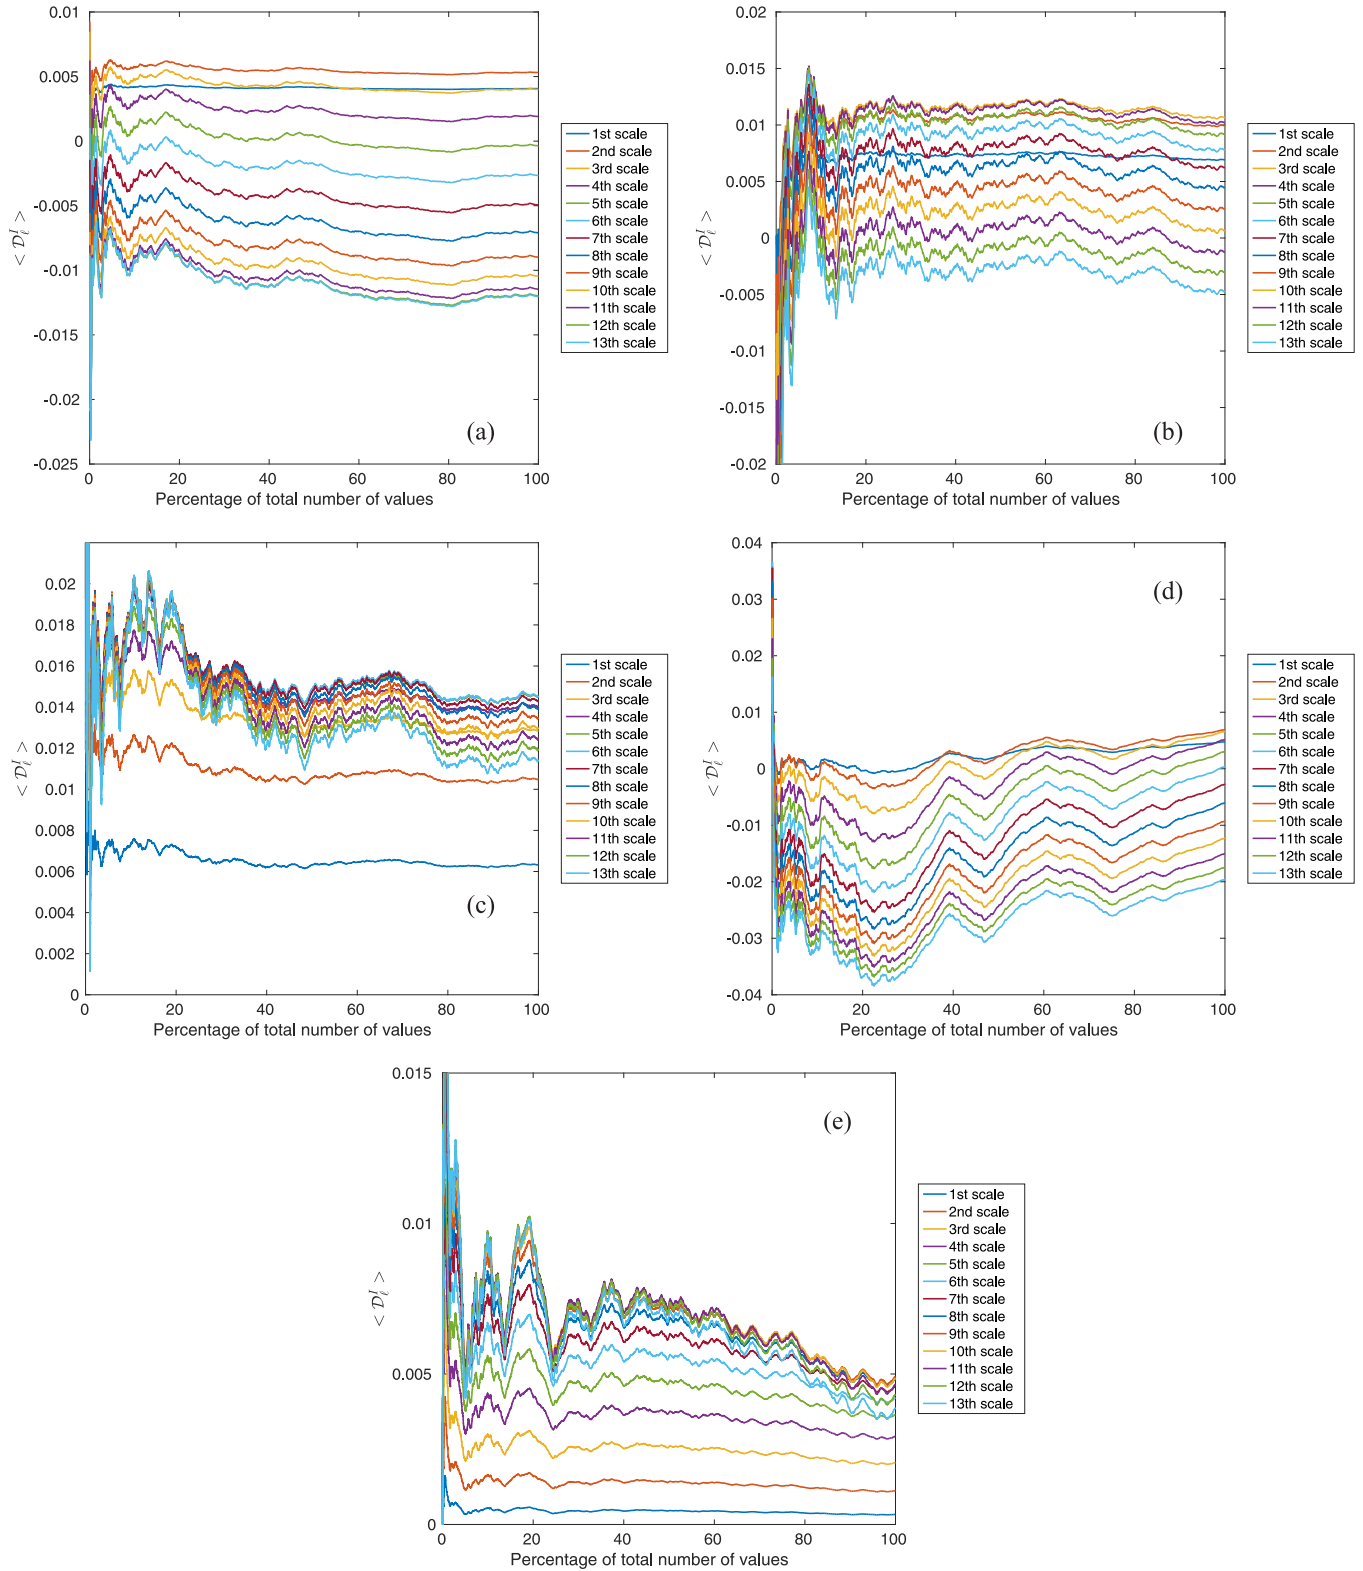 0.01
0.005
0
-0.005
-0.01
-0.015
-0.02
-0.025
0
20
40
60
80
100
Percentage of total number of values
< 𝒟ℓ^I >
(a)
1st scale
2nd scale
3rd scale
4th scale
5th scale
6th scale
7th scale
8th scale
9th scale
10th scale
11th scale
12th scale
13th scale
0.02
0.015
0.01
0.005
0
-0.005
-0.01
-0.015
-0.02
0
20
40
60
80
100
Percentage of total number of values
< 𝒟ℓ^I >
(b)
1st scale
2nd scale
3rd scale
4th scale
5th scale
6th scale
7th scale
8th scale
9th scale
10th scale
11th scale
12th scale
13th scale
0.02
0.018
0.016
0.014
0.012
0.01
0.008
0.006
0.004
0.002
0
0
20
40
60
80
100
Percentage of total number of values
< 𝒟ℓ^I >
(c)
1st scale
2nd scale
3rd scale
4th scale
5th scale
6th scale
7th scale
8th scale
9th scale
10th scale
11th scale
12th scale
13th scale
0.04
0.03
0.02
0.01
0
-0.01
-0.02
-0.03
-0.04
0
20
40
60
80
100
Percentage of total number of values
< 𝒟ℓ^I >
(d)
1st scale
2nd scale
3rd scale
4th scale
5th scale
6th scale
7th scale
8th scale
9th scale
10th scale
11th scale
12th scale
13th scale
0.015
0.01
0.005
0
0
20
40
60
80
100
Percentage of total number of values
< 𝒟ℓ^I >
(e)
1st scale
2nd scale
3rd scale
4th scale
5th scale
6th scale
7th scale
8th scale
9th scale
10th scale
11th scale
12th scale
13th scale